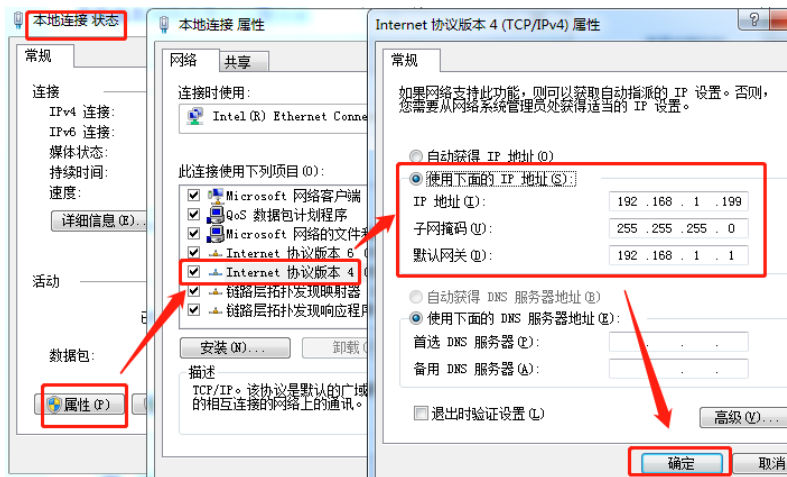 本地连接 状态
常规
连接
IPv4 连接:
IPv6 连接:
媒体状态:
持续时间:
速度:
详细信息(E)..
活动
数据包:
属性(P)
本地连接 属性
网络
共享
连接时使用:
Intel(R) Ethernet Conne
此连接使用下列项目(O):
Microsoft 网络客户端
QoS 数据包计划程序
Microsoft 网络的文件
Internet 协议版本 6 (
Internet 协议版本 4 (
链路层拓扑发现映射器
链路层拓扑发现响应程
安装(N)...
卸载(
描述
TCP/IP。该协议是默认的广域
的相互连接的网络上的通讯。
Internet 协议版本 4 (TCP/IPv4) 属性
常规
如果网络支持此功能，则可以获取自动指派的 IP 设置。否则，
您需要从网络系统管理员处获得适当的 IP 设置。
自动获得 IP 地址(O)
使用下面的 IP 地址(S):
IP 地址(I): 192 .168 . 1 .199
子网掩码(U): 255 .255 .255 . 0
默认网关(D): 192 .168 . 1 . 1
自动获得 DNS 服务器地址(B)
使用下面的 DNS 服务器地址(E):
首选 DNS 服务器(P): . . .
备用 DNS 服务器(A): . . .
退出时验证设置(L)
高级(V)...
确定
取消